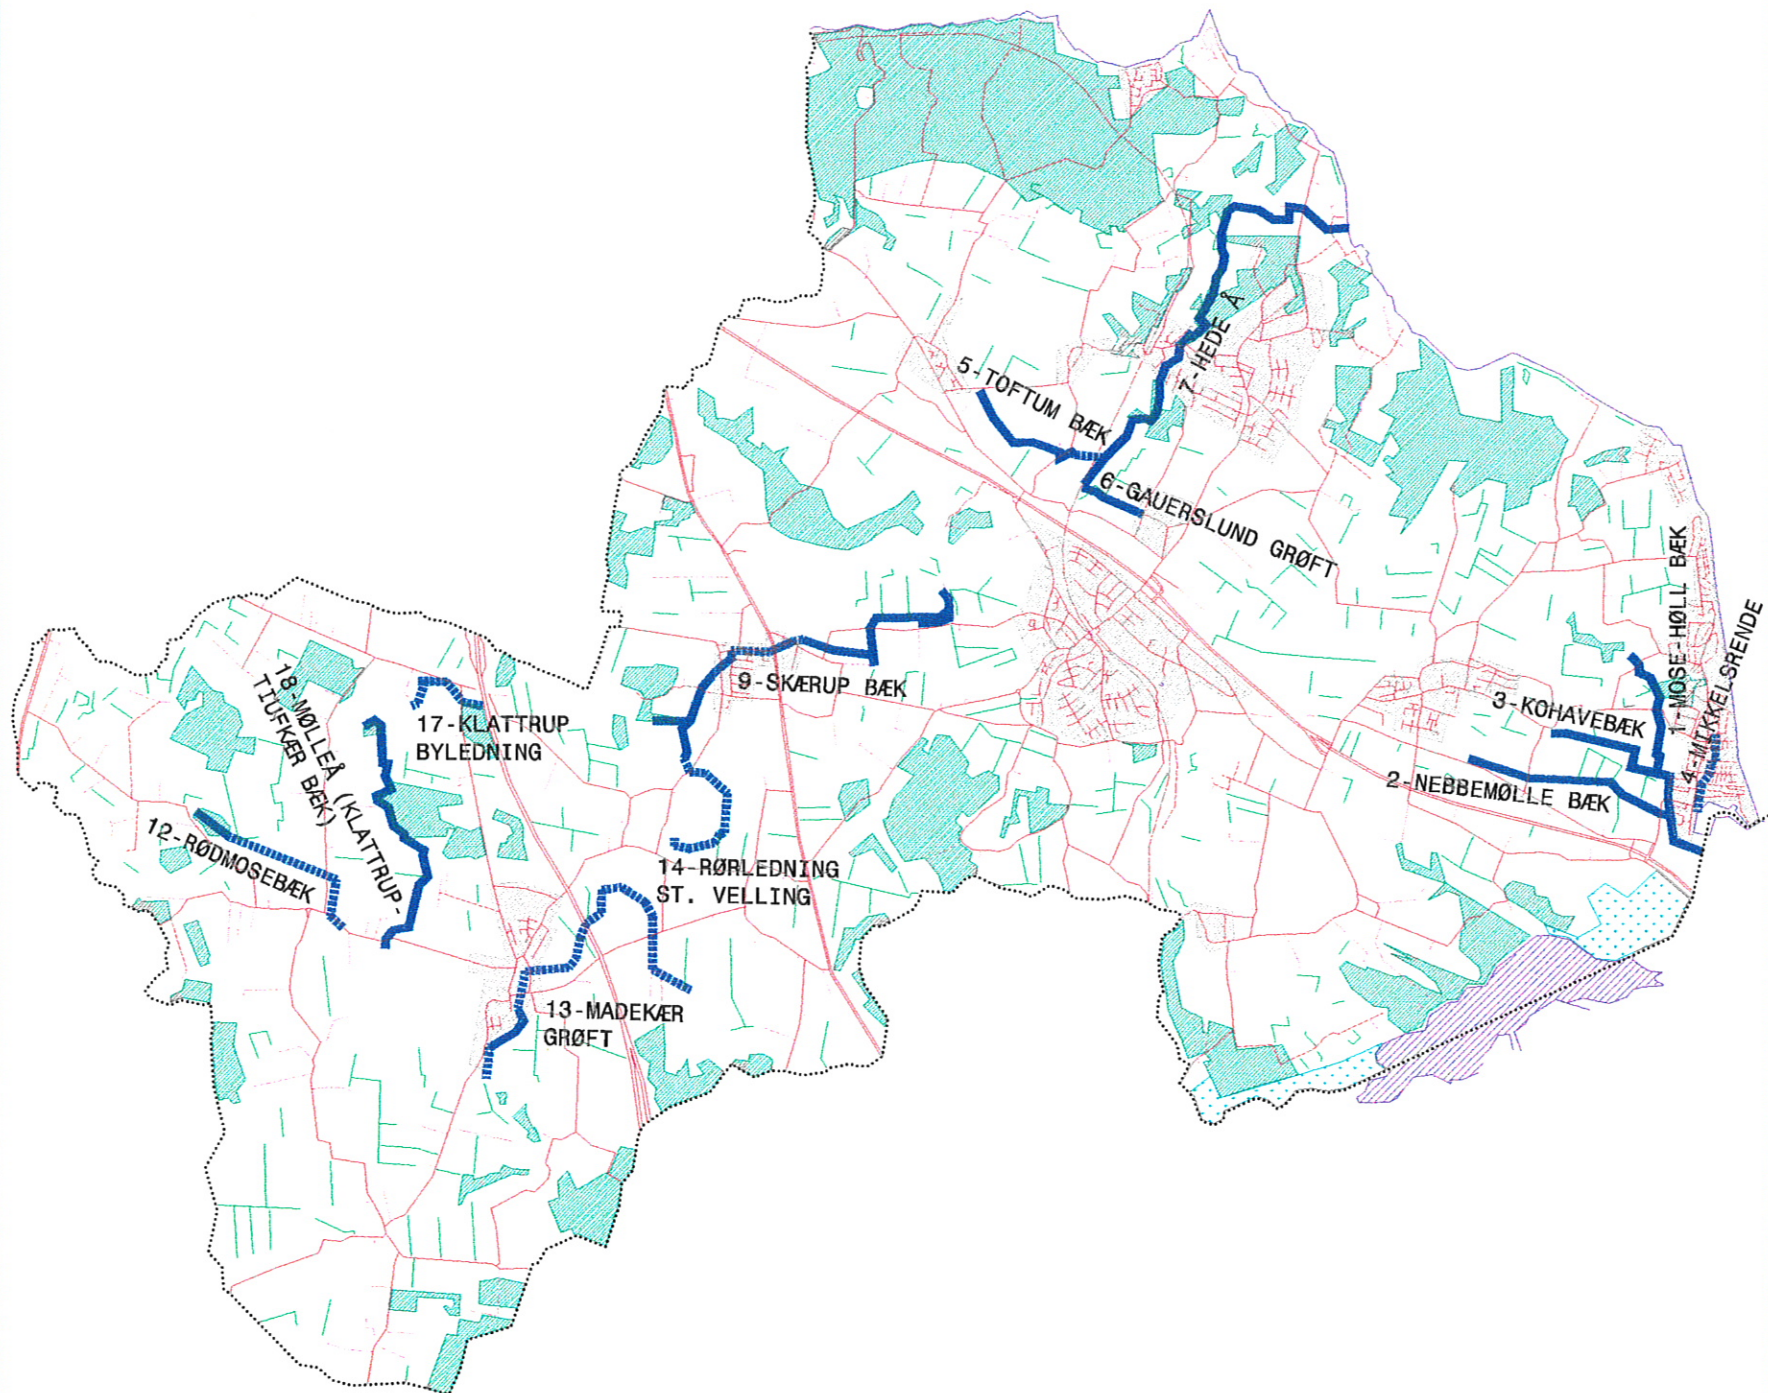 7-HEDE Å
5-TOFTUM BÆK
6-GAUERSLUND GRØFT
1-MOSE-HØLL BÆK
4-MIKKELSRENDE
3-KOHAVEBÆK
2-NEBBEMØLLE BÆK
9-SKÆRUP BÆK
17-KLATTRUP
BYLEDNING
18-MØLLEÅ (KLATTRUP-
TIUFKÆR BÆK)
12-RØDMOSEBÆK
14-RØRLEDNING
ST. VELLING
13-MADEKÆR
GRØFT